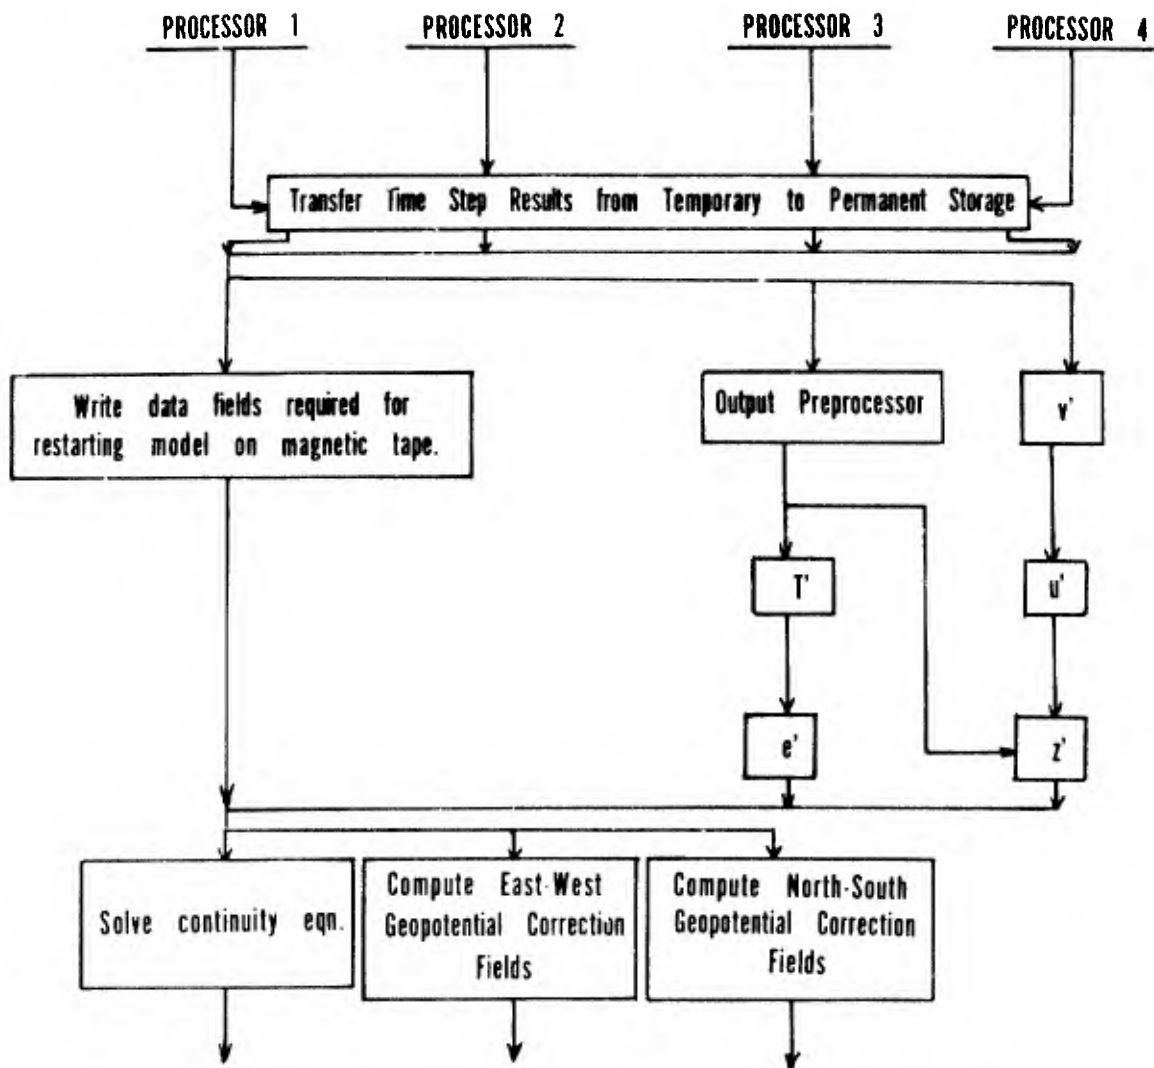 PROCESSOR 1
PROCESSOR 2
PROCESSOR 3
PROCESSOR 4
Transfer Time Step Results from Temporary to Permanent Storage
Write data fields required for
restarting model on magnetic tape.
Output Preprocessor
v'
T'
u'
e'
z'
Solve continuity eqn.
Compute East-West
Geopotential Correction
Fields
Compute North-South
Geopotential Correction
Fields